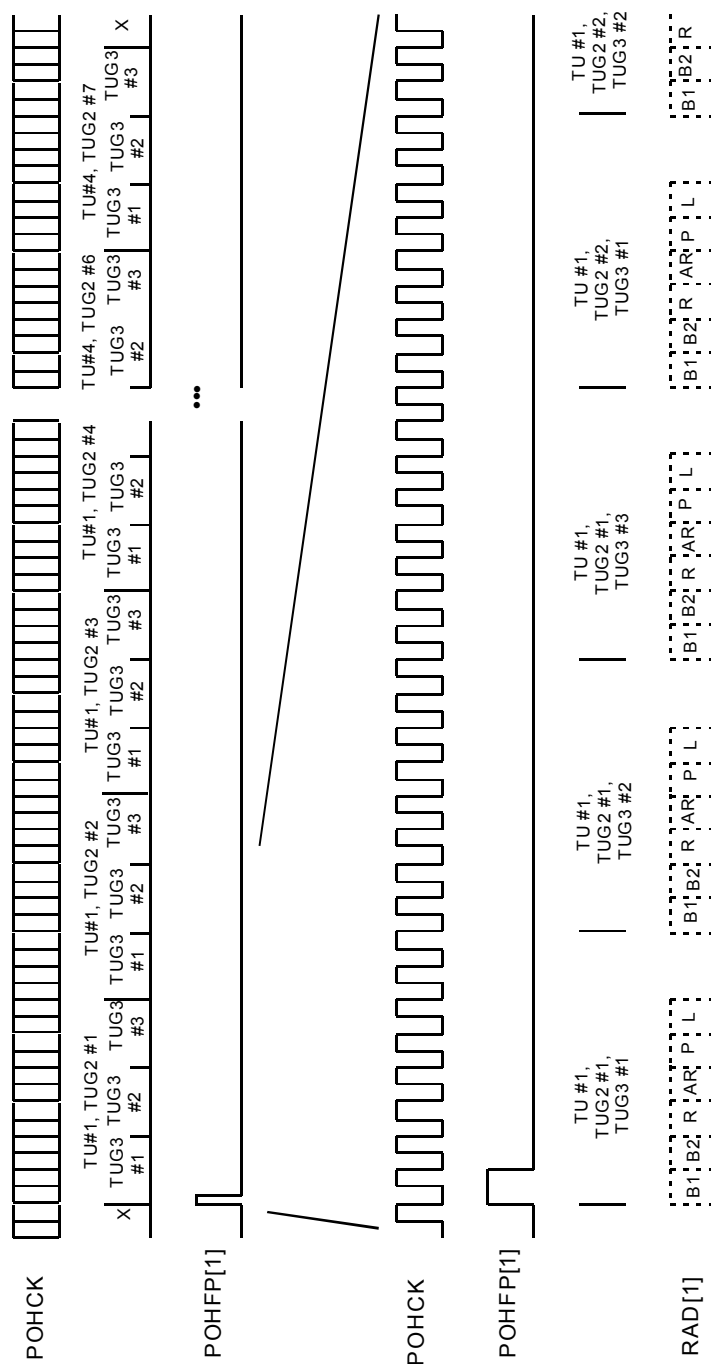 POHCK
TU#1, TUG2 #1 TU#1, TUG2 #2 TU#1, TUG2 #3 TU#1, TUG2 #4 TU#4, TUG2 #6 TU#4, TUG2 #7
X TUG3 TUG3 TUG3 TUG3 TUG3 TUG3 TUG3 TUG3 TUG3 TUG3 TUG3 TUG3 TUG3 TUG3 TUG3 TUG3 X
#1 #2 #3 #1 #2 #3 #1 #2 #3 #1 #2 #2 #3 #1 #2 #3
POHFP[1]
•••
POHCK
POHFP[1]
TU #1, TU #1, TU #1, TU #1, TU #1,
TUG2 #1, TUG2 #1, TUG2 #1, TUG2 #2, TUG2 #2,
TUG3 #1 TUG3 #2 TUG3 #3 TUG3 #1 TUG3 #2
RAD[1] B1 B2 R AR P L B1 B2 R AR P L B1 B2 R AR P L B1 B2 R AR P L B1 B2 R